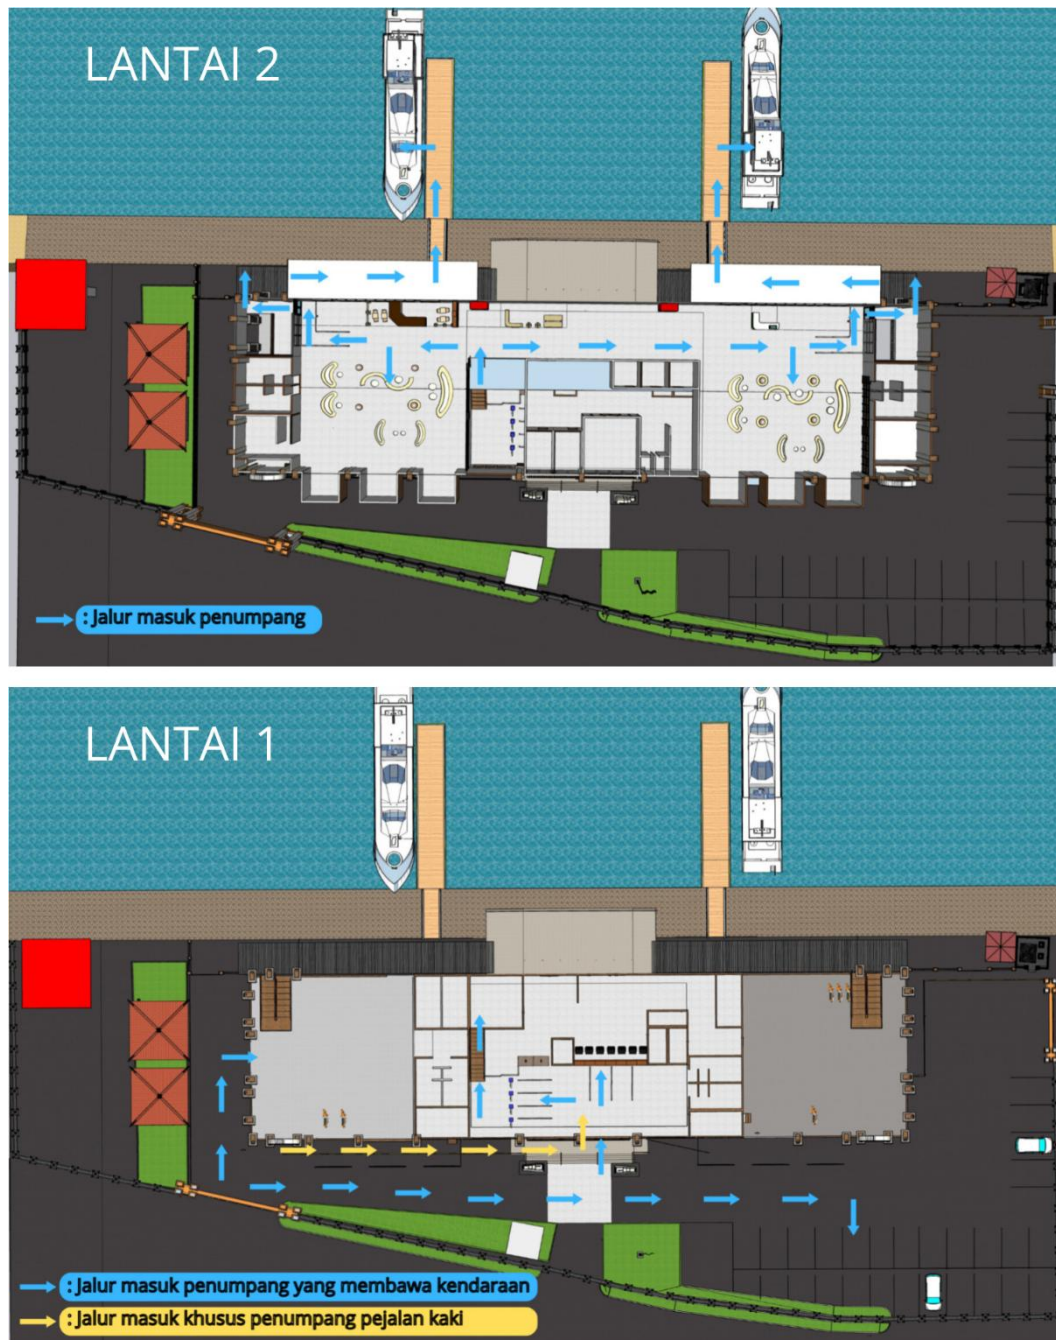 LANTAI 2
: Jalur masuk penumpang
LANTAI 1
: Jalur masuk penumpang yang membawa kendaraan
: Jalur masuk khusus penumpang pejalan kaki